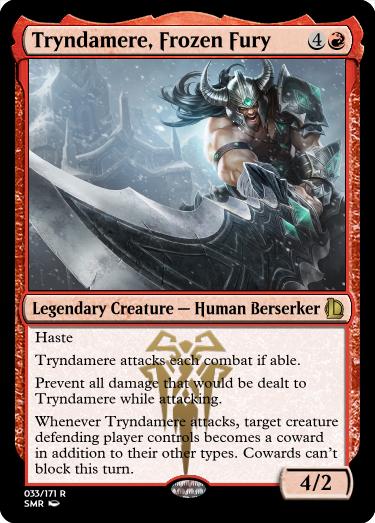 Tryndamere, Frozen Fury 4
Legendary Creature — Human Berserker
Haste
Tryndamere attacks each combat if able.
Prevent all damage that would be dealt to
Tryndamere while attacking.
Whenever Tryndamere attacks, target creature
defending player controls becomes a coward
in addition to their other types. Cowards can't
block this turn.
4/2
033/171 R
SMR